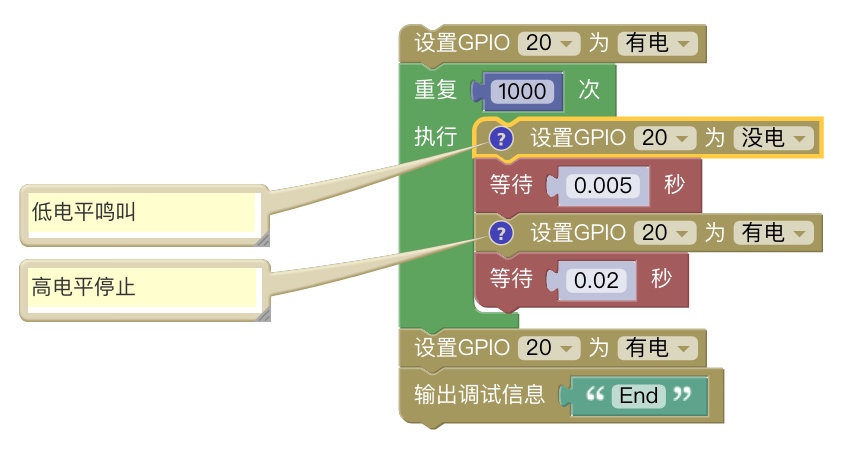 设置GPIO 20 为 有电
重复 1000 次
执行 ? 设置GPIO 20 为 没电
等待 0.005 秒
低电平鸣叫
? 设置GPIO 20 为 有电
等待 0.02 秒
高电平停止
设置GPIO 20 为 有电
输出调试信息 “ End ”